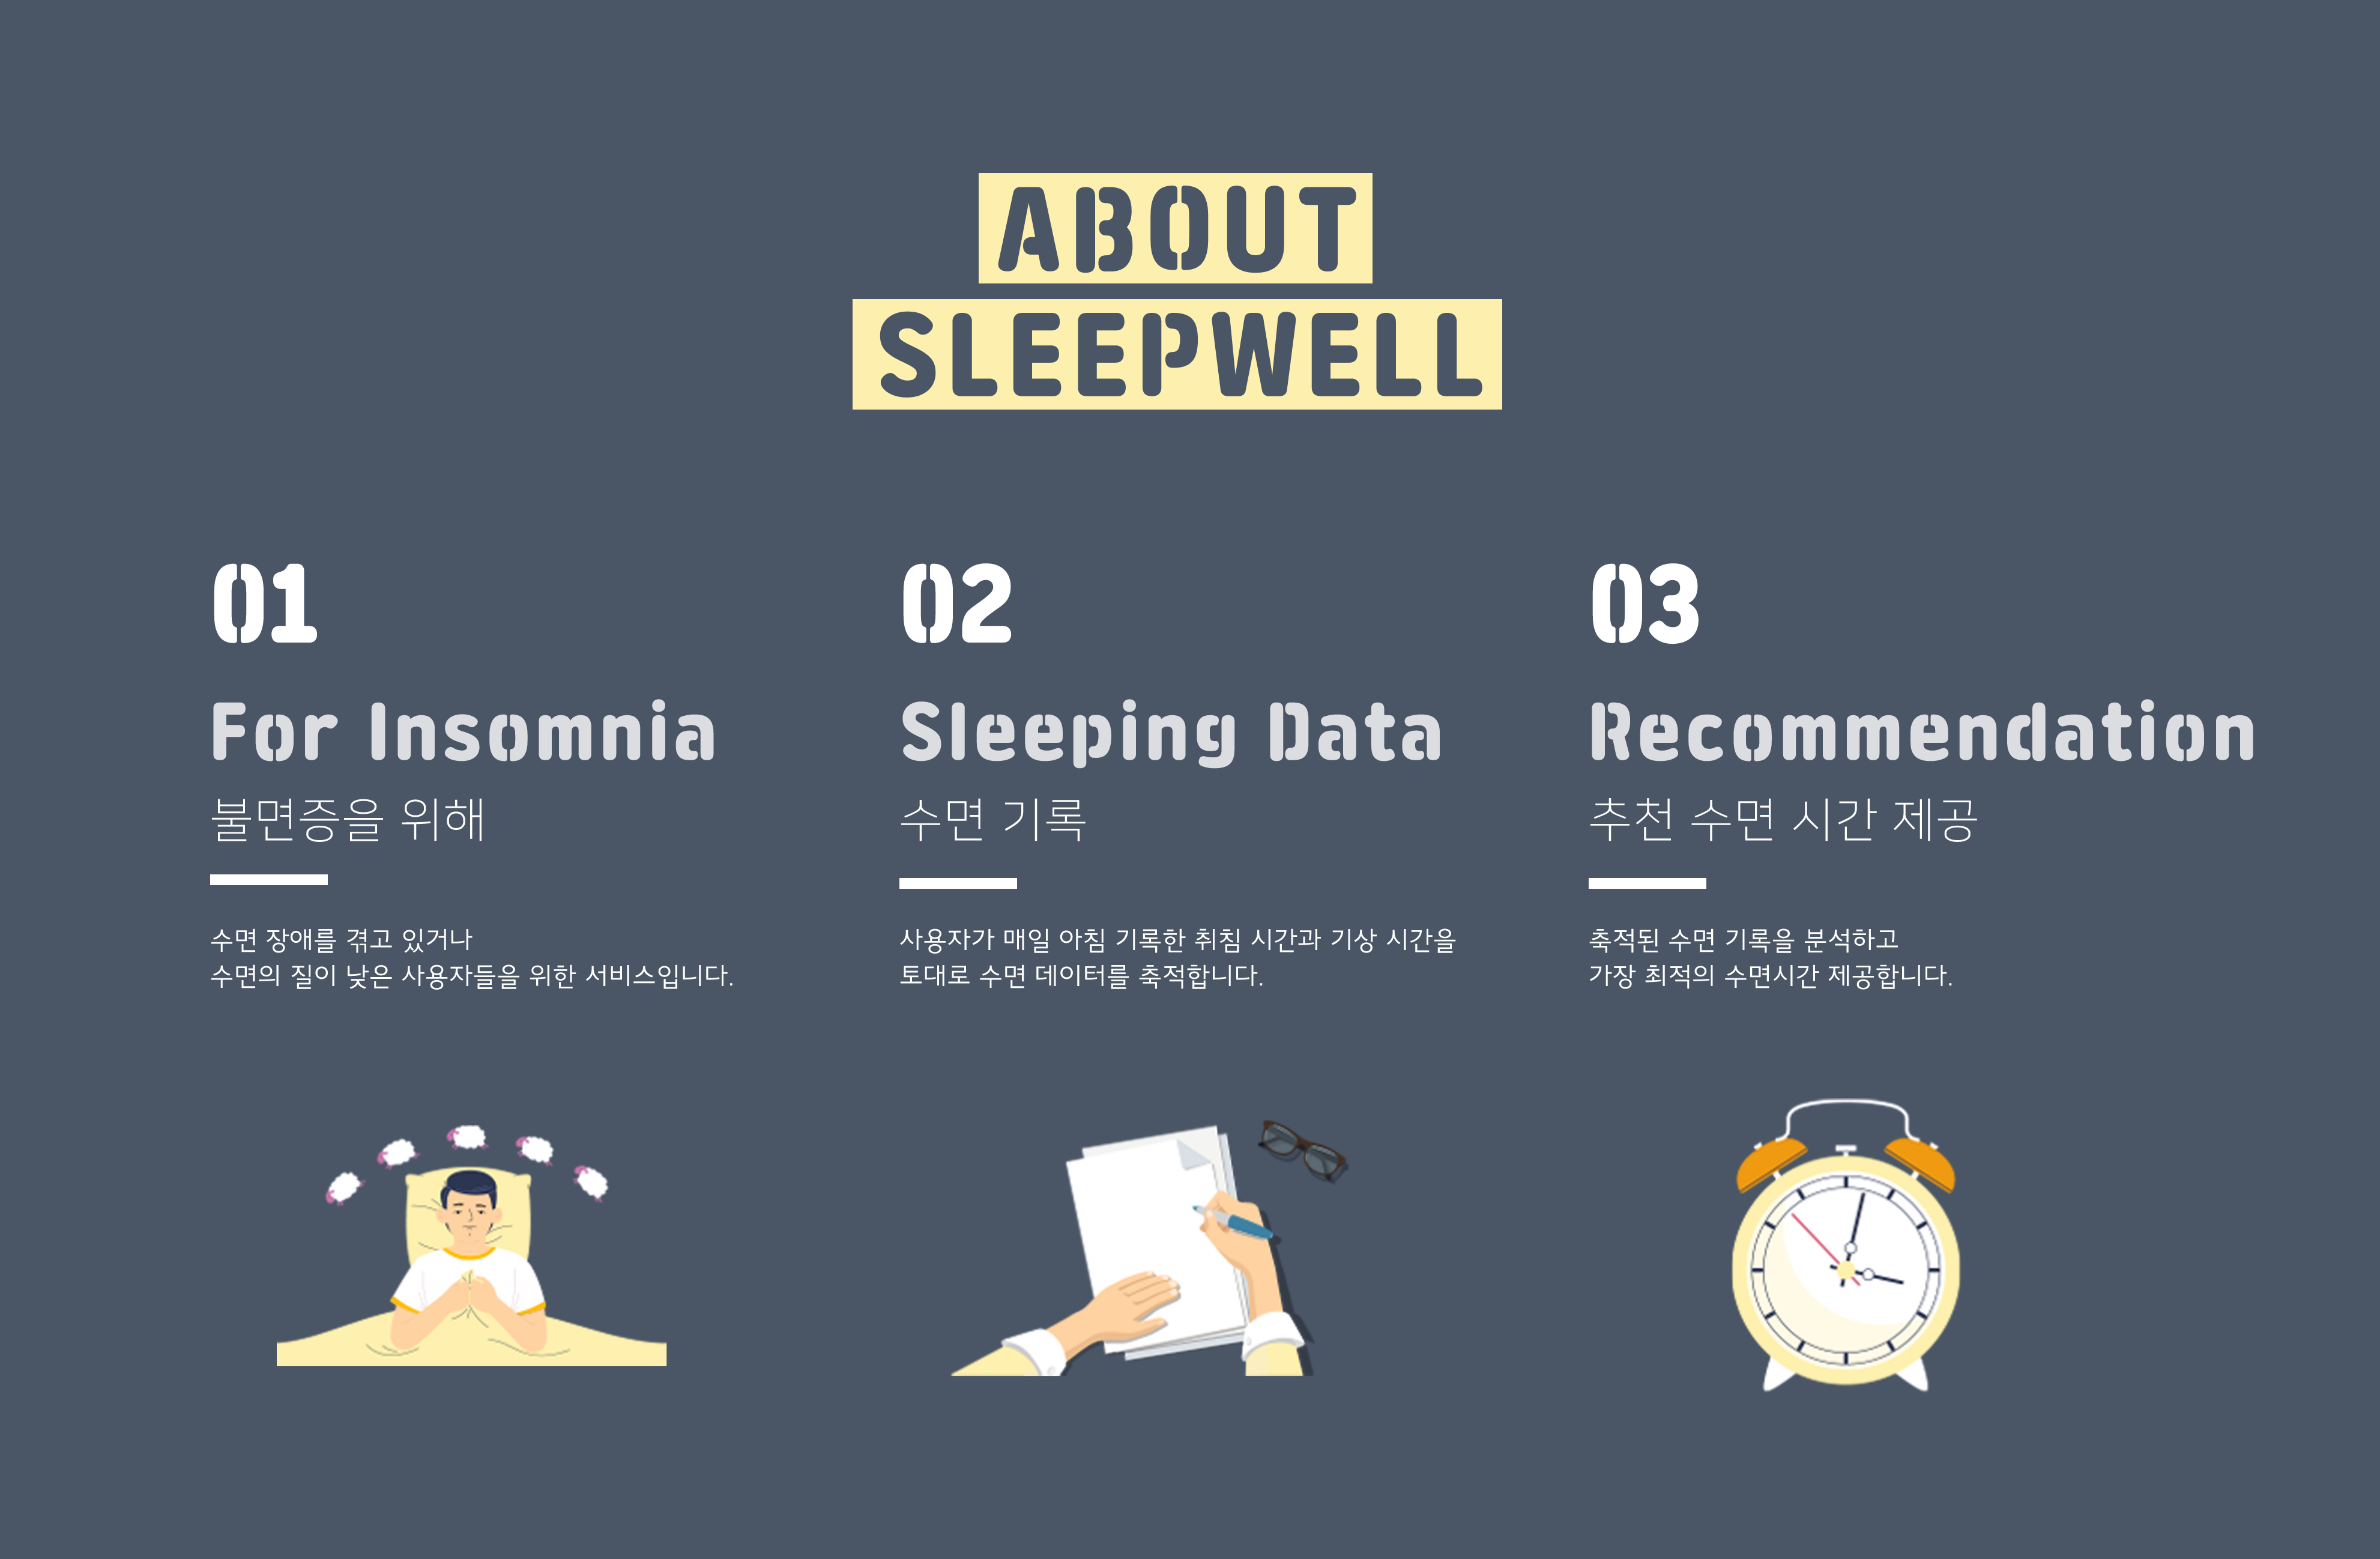 ABOUT
SLEEPWELL
01
For Insomnia
불면증을 위해
수면 장애를 겪고 있거나
수면의 질이 낮은 사용자들을 위한 서비스입니다.
02
Sleeping Data
수면 기록
사용자가 매일 아침 기록한 취침 시간과 기상 시간을
토대로 수면 데이터를 축적합니다.
03
Recommendation
추천 수면 시간 제공
축적된 수면 기록을 분석하고
가장 최적의 수면시간 제공합니다.